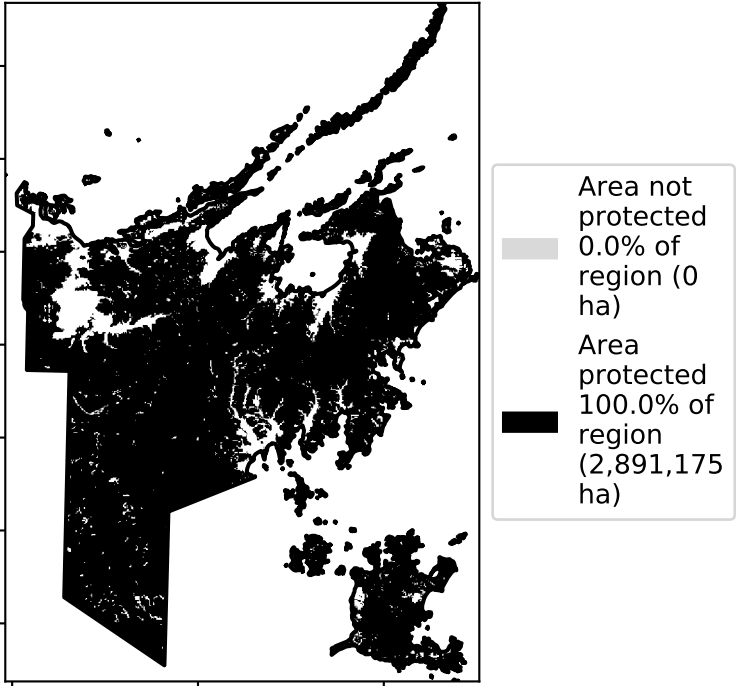 Area not
protected
0.0% of
region (0
ha)
Area
protected
100.0% of
region
(2,891,175
ha)